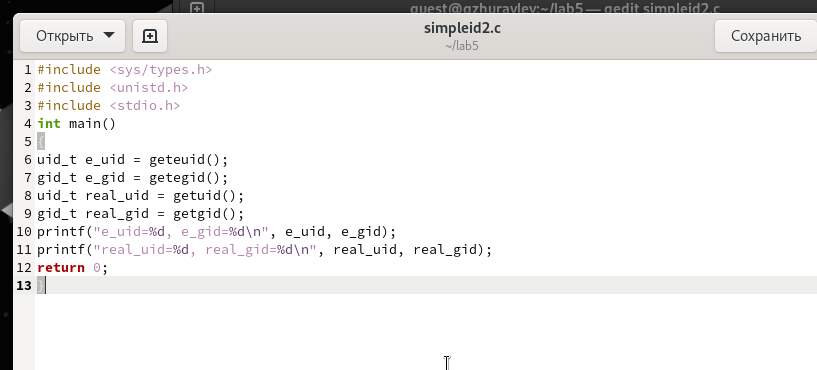 guest@gzhuravlev:~/lab5 — gedit simpleid2.c
Открыть
simpleid2.c
~/lab5
Сохранить
1 #include <sys/types.h>
2 #include <unistd.h>
3 #include <stdio.h>
4 int main()
5 {
6 uid_t e_uid = geteuid();
7 gid_t e_gid = getegid();
8 uid_t real_uid = getuid();
9 gid_t real_gid = getgid();
10 printf("e_uid=%d, e_gid=%d\n", e_uid, e_gid);
11 printf("real_uid=%d, real_gid=%d\n", real_uid, real_gid);
12 return 0;
13 }